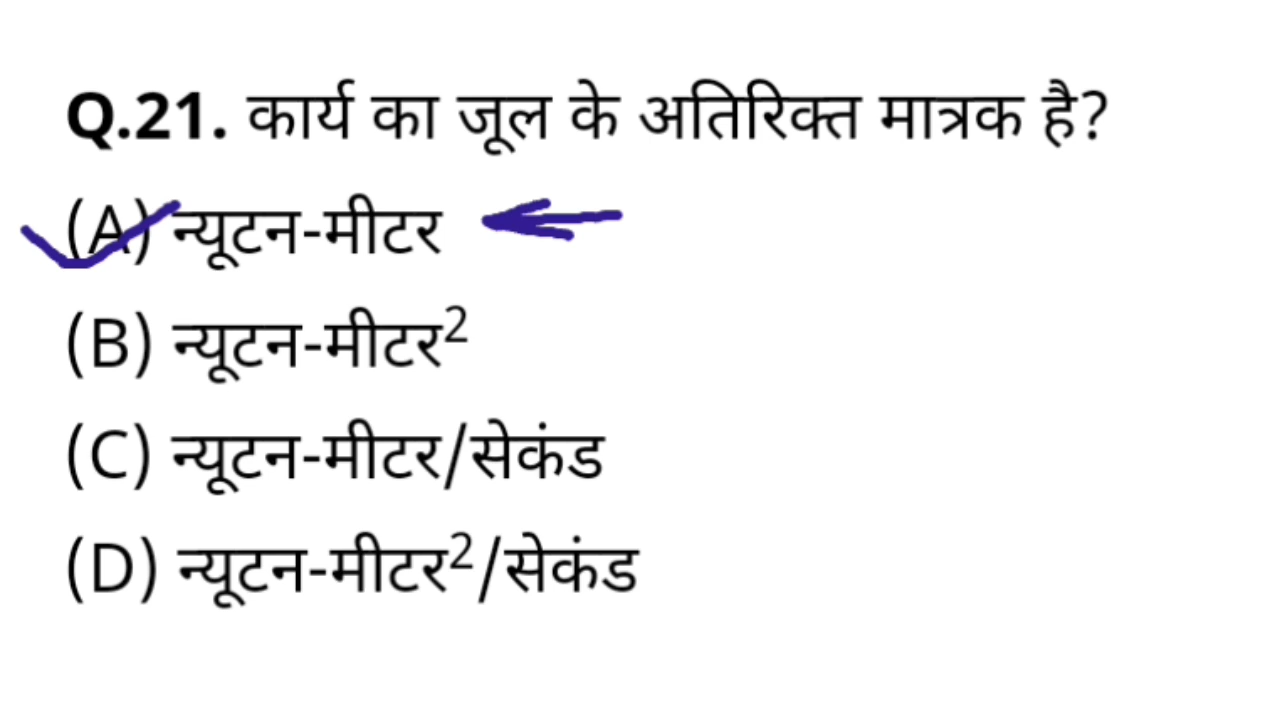 Q.21. कार्य का जूल के अतिरिक्त मात्रक है?
(A) न्यूटन-मीटर
(B) न्यूटन-मीटर²
(C) न्यूटन-मीटर/सेकंड
(D) न्यूटन-मीटर²/सेकंड